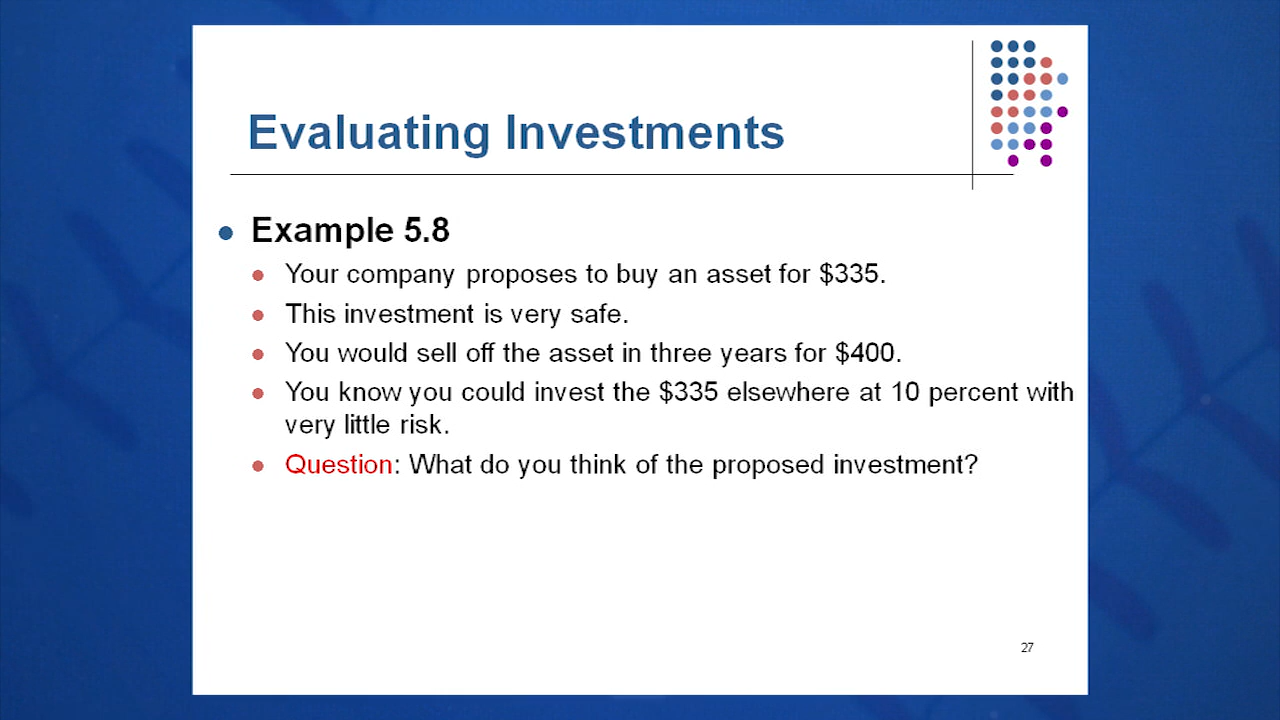 Evaluating Investments
Example 5.8
Your company proposes to buy an asset for $335.
This investment is very safe.
You would sell off the asset in three years for $400.
You know you could invest the $335 elsewhere at 10 percent with
very little risk.
Question: What do you think of the proposed investment?
27